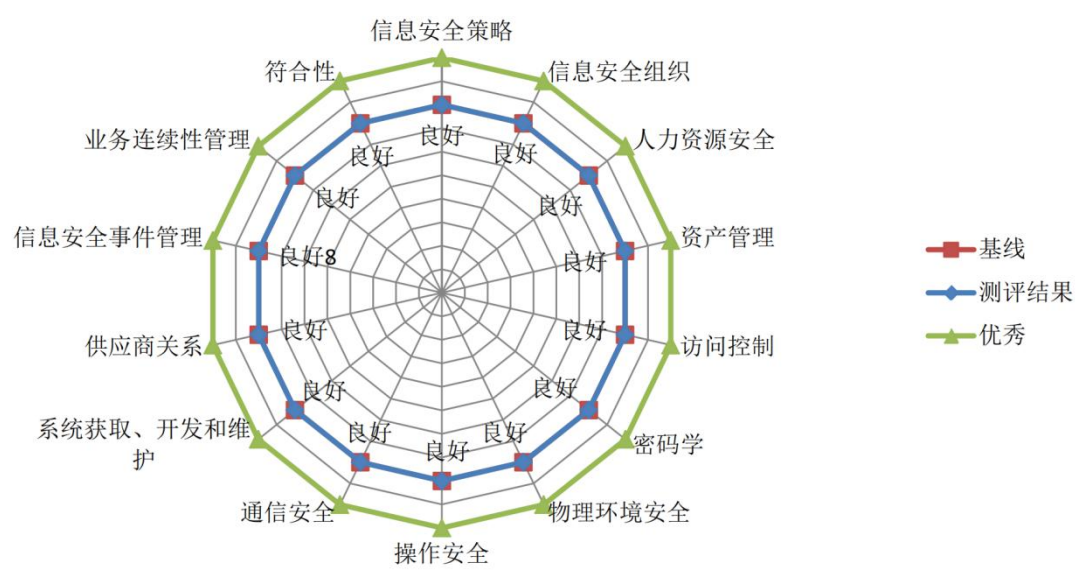 信息安全策略
符合性
信息安全组织
业务连续性管理
人力资源安全
良好
良好
良好
良好
良好
信息安全事件管理
良好8
良好
资产管理
基线
测评结果
优秀
供应商关系
良好
良好
访问控制
良好
良好
系统获取、开发和维
护
良好
良好
良好
密码学
通信安全
物理环境安全
操作安全